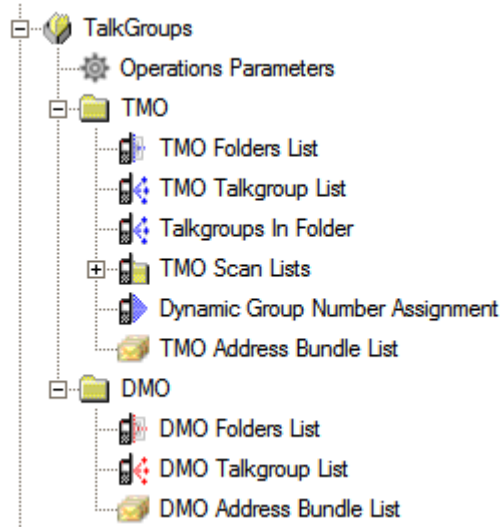 TalkGroups
Operations Parameters
TMO
TMO Folders List
TMO Talkgroup List
Talkgroups In Folder
TMO Scan Lists
Dynamic Group Number Assignment
TMO Address Bundle List
DMO
DMO Folders List
DMO Talkgroup List
DMO Address Bundle List